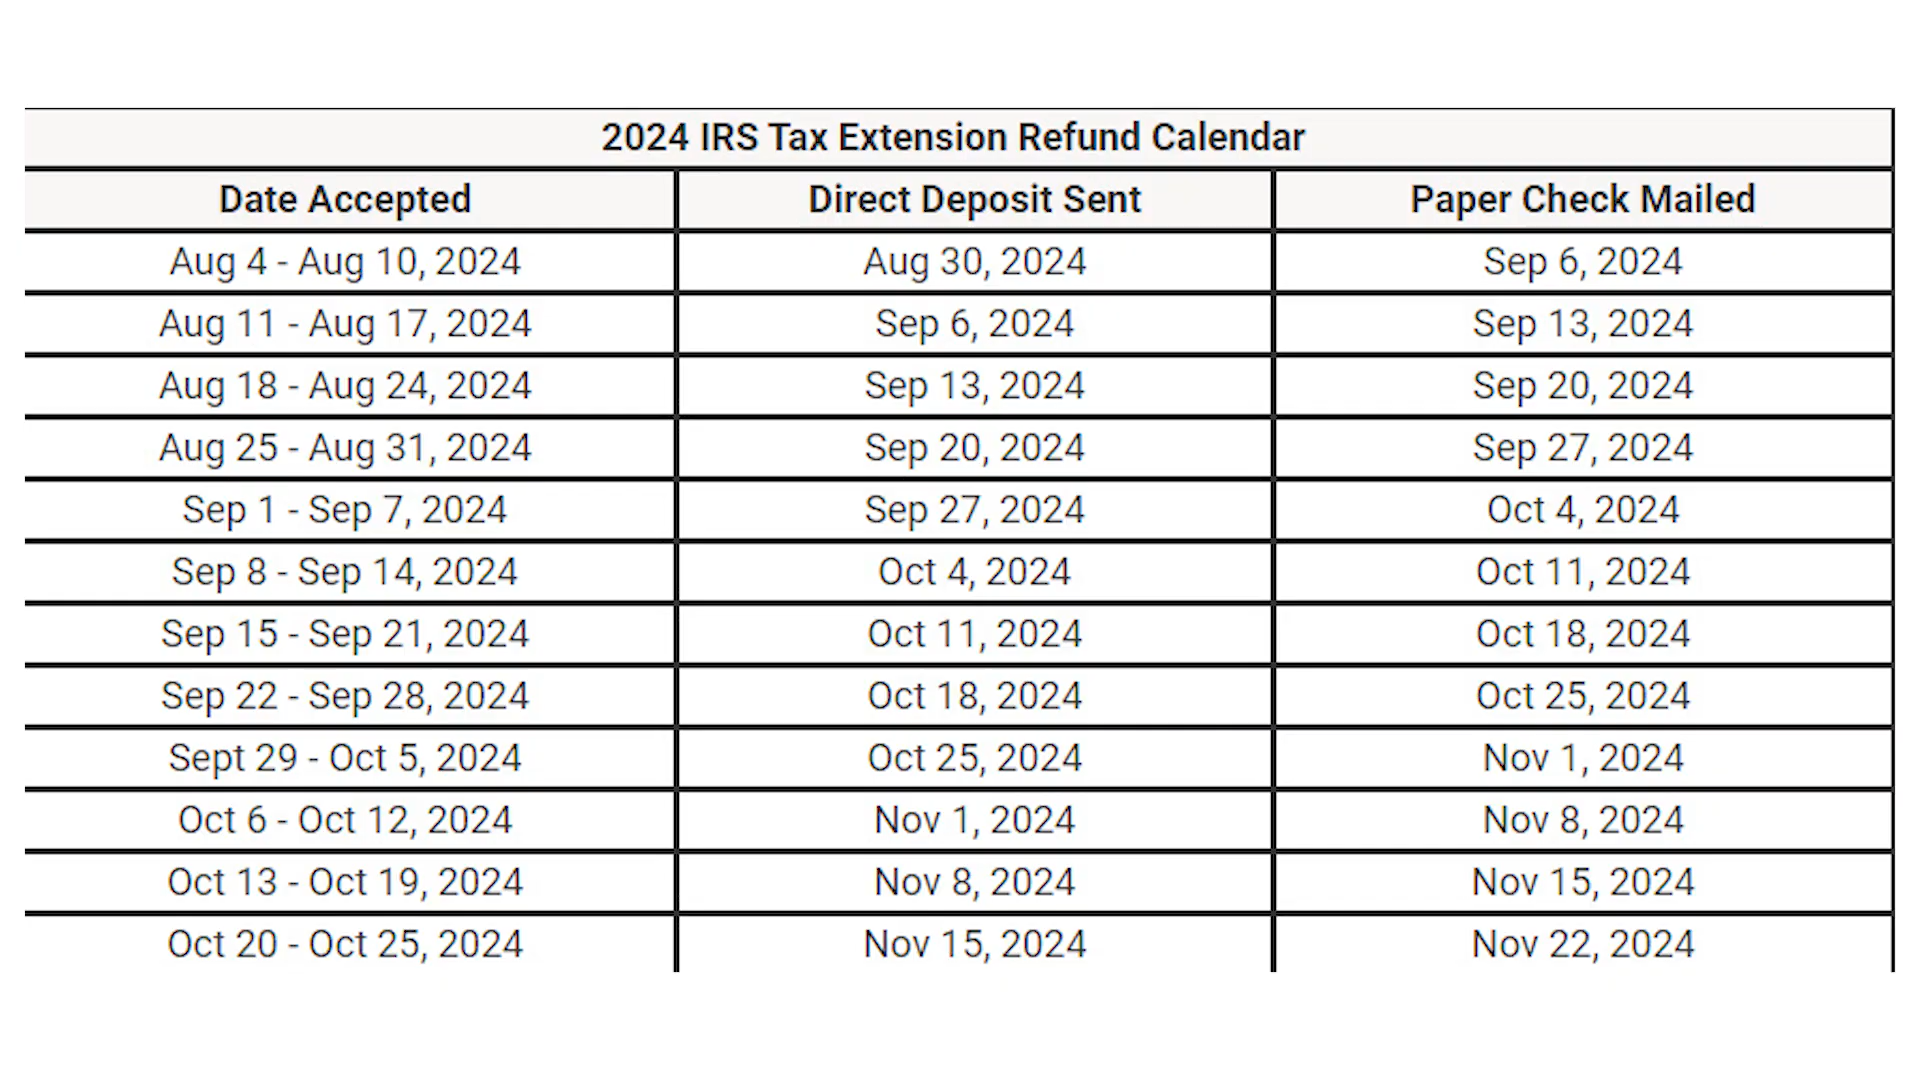 2024 IRS Tax Extension Refund Calendar
Date Accepted Direct Deposit Sent Paper Check Mailed
Aug 4 - Aug 10, 2024 Aug 30, 2024 Sep 6, 2024
Aug 11 - Aug 17, 2024 Sep 6, 2024 Sep 13, 2024
Aug 18 - Aug 24, 2024 Sep 13, 2024 Sep 20, 2024
Aug 25 - Aug 31, 2024 Sep 20, 2024 Sep 27, 2024
Sep 1 - Sep 7, 2024 Sep 27, 2024 Oct 4, 2024
Sep 8 - Sep 14, 2024 Oct 4, 2024 Oct 11, 2024
Sep 15 - Sep 21, 2024 Oct 11, 2024 Oct 18, 2024
Sep 22 - Sep 28, 2024 Oct 18, 2024 Oct 25, 2024
Sept 29 - Oct 5, 2024 Oct 25, 2024 Nov 1, 2024
Oct 6 - Oct 12, 2024 Nov 1, 2024 Nov 8, 2024
Oct 13 - Oct 19, 2024 Nov 8, 2024 Nov 15, 2024
Oct 20 - Oct 25, 2024 Nov 15, 2024 Nov 22, 2024